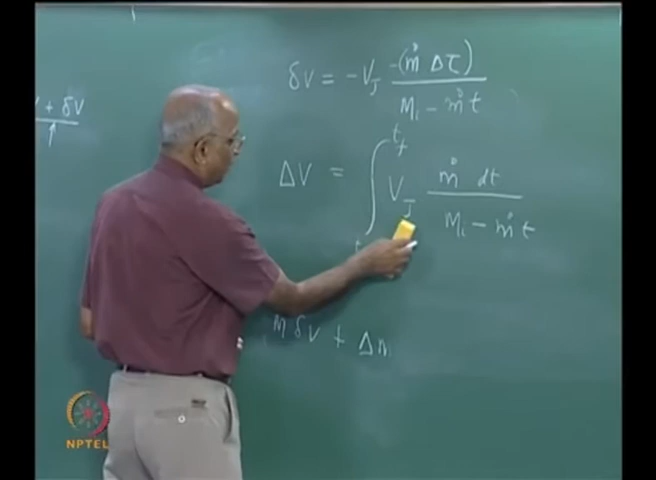 + δV
δV = -V_J -(ṁ Δτ) / M_i - ṁt
ΔV = ∫ t_f V_J ṁ dt / M_i - ṁt
M δV + Δm
NPTEL